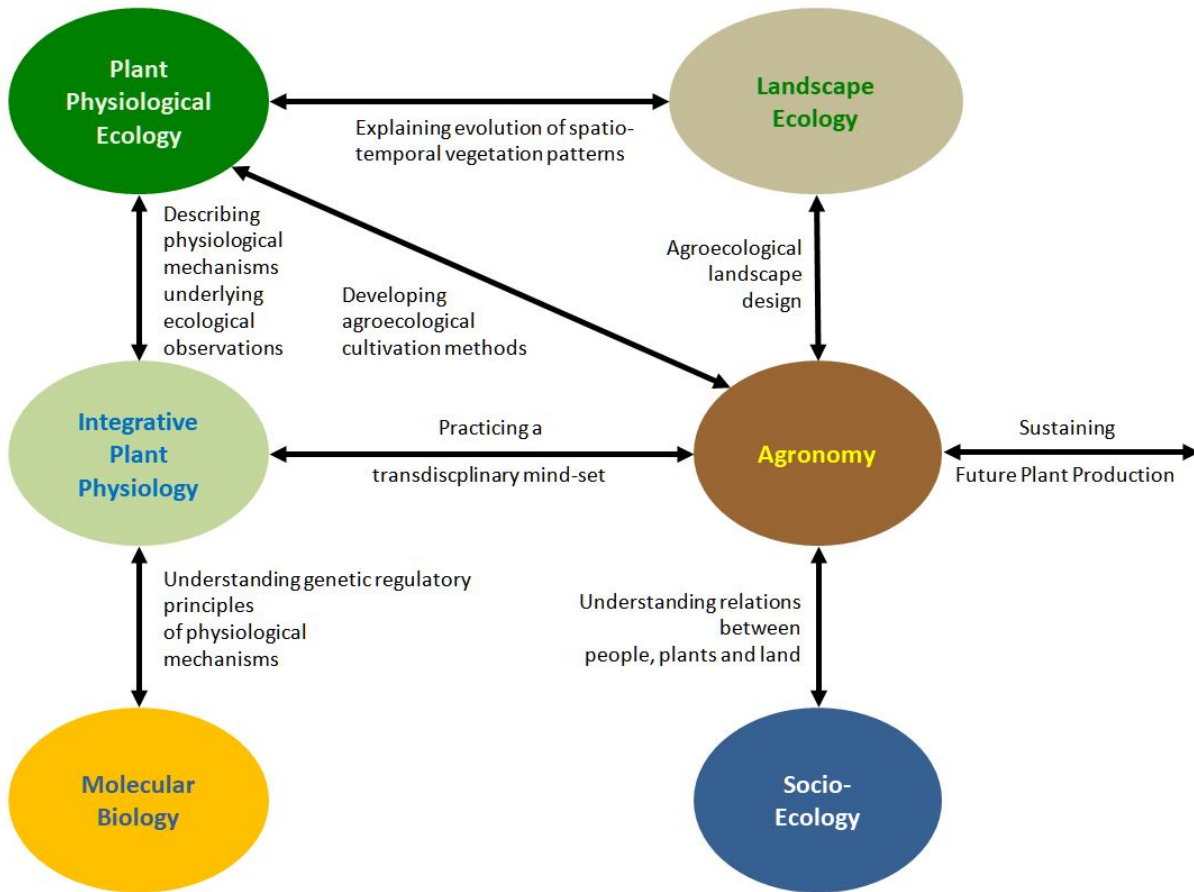 Plant
Physiological
Ecology
Landscape
Ecology
Explaining evolution of spatio-
temporal vegetation patterns
Describing
physiological
mechanisms
underlying
ecological
observations
Developing
agroecological
cultivation methods
Agroecological
landscape
design
Integrative
Plant
Physiology
Practicing a
transdiscplinary mind-set
Agronomy
Sustaining
Future Plant Production
Understanding genetic regulatory
principles
of physiological
mechanisms
Understanding relations
between
people, plants and land
Molecular
Biology
Socio-
Ecology